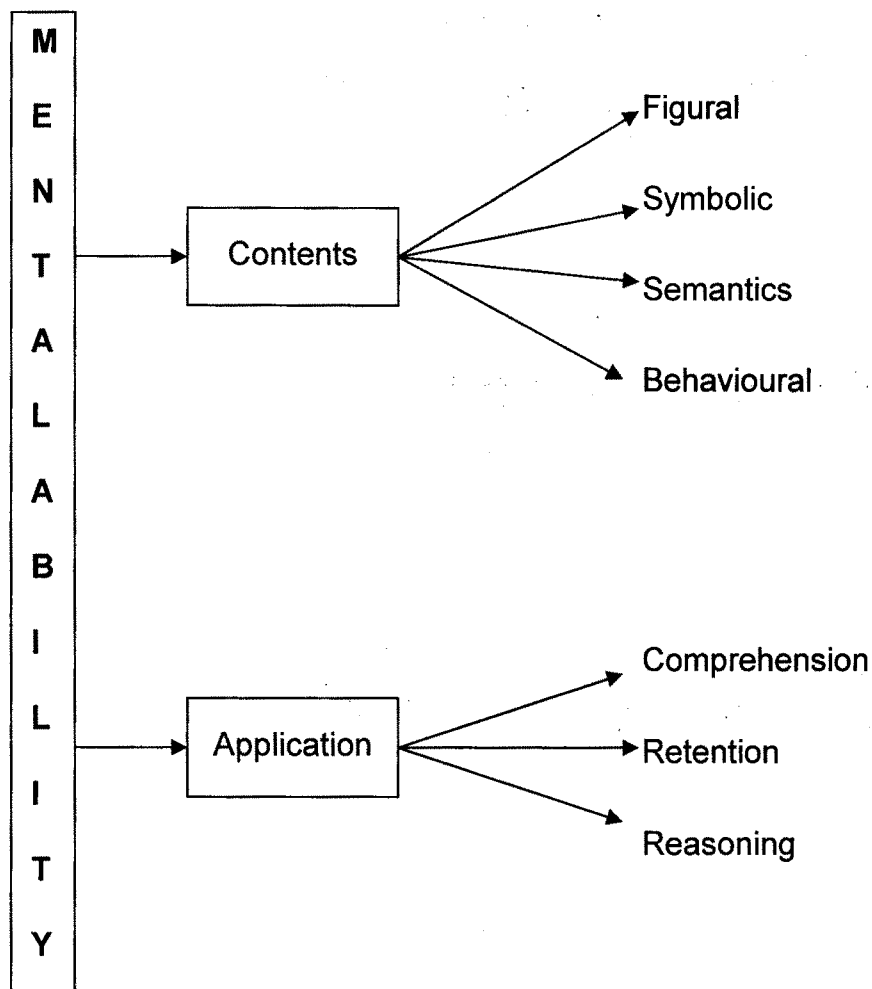 M
E
N
T
A
L
A
B
I
L
I
T
Y
Contents
Figural
Symbolic
Semantics
Behavioural
Application
Comprehension
Retention
Reasoning